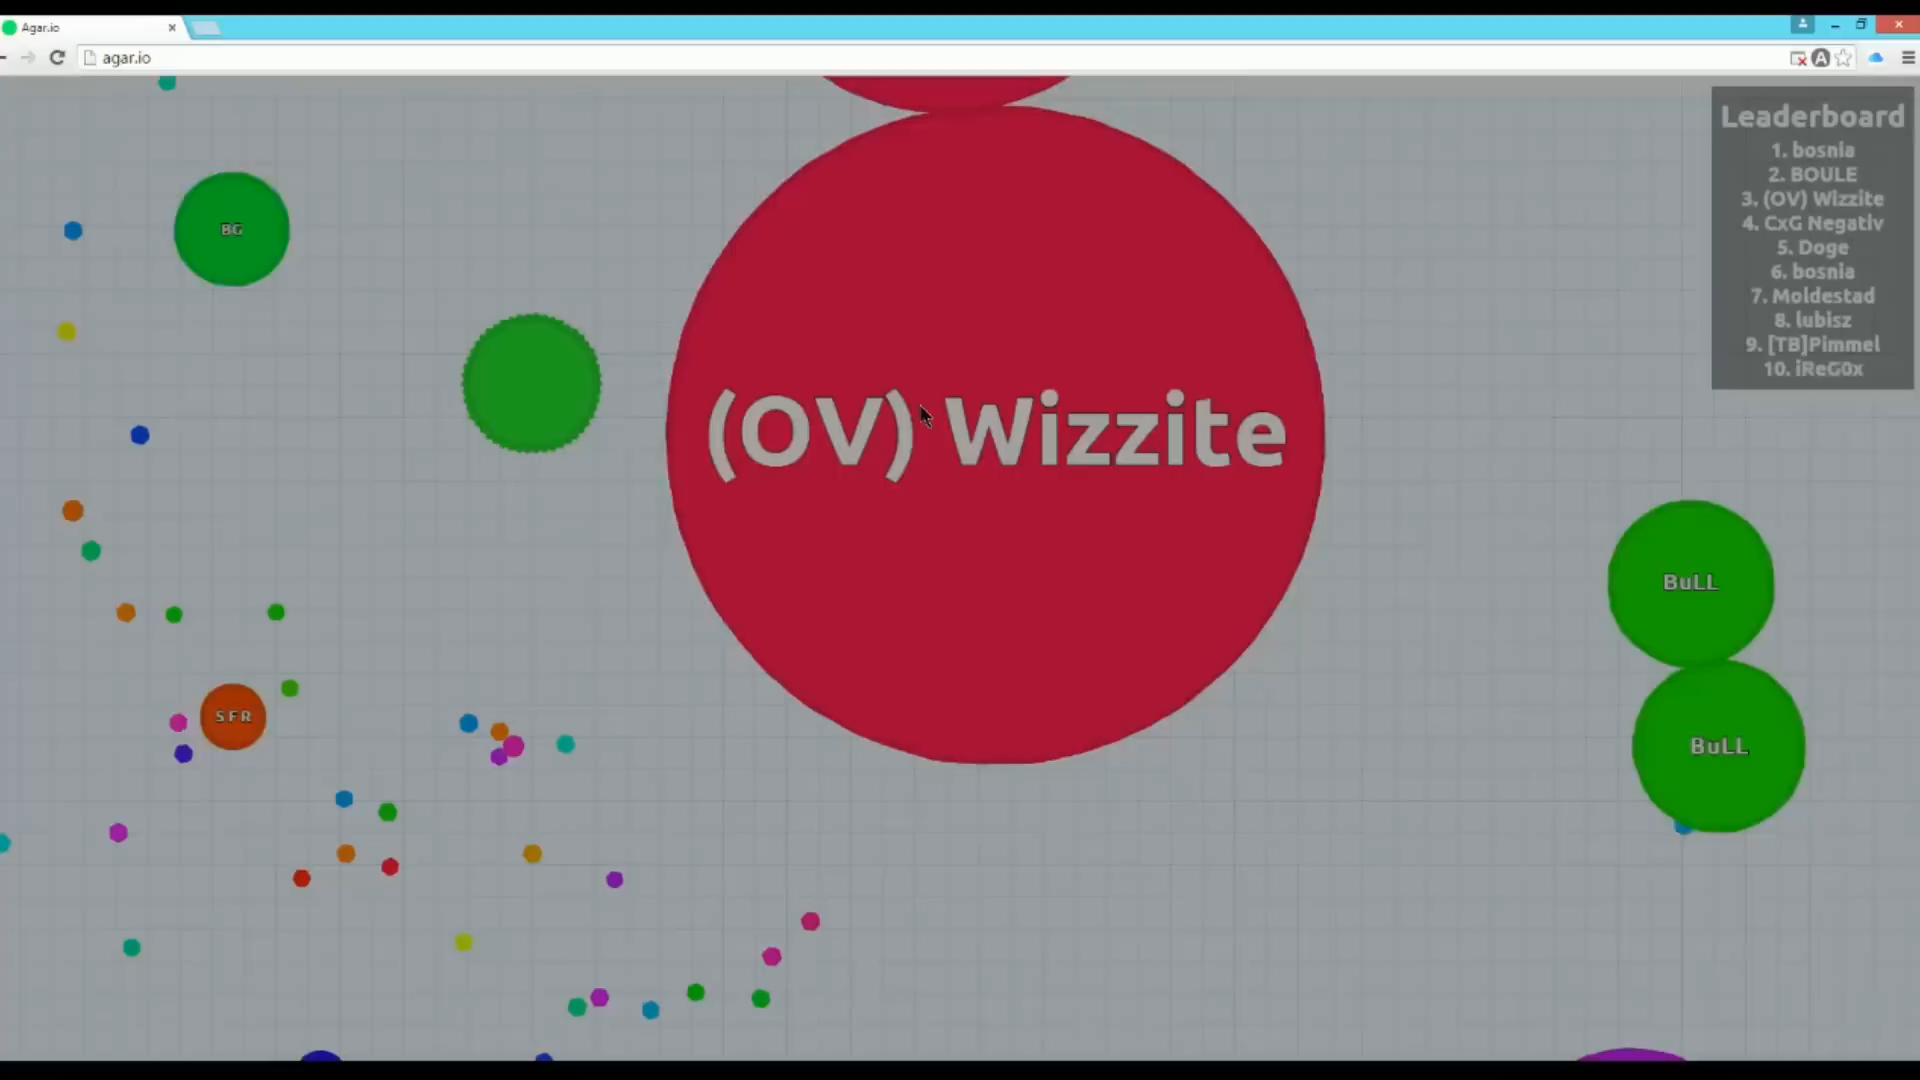 Agar.io
agar.io
Leaderboard
1. bosnia
2. BOULE
3. (OV) Wizzite
4. CxG Negativ
5. Doge
6. bosnia
7. Moldestad
8. lubisz
9. [TB]Pimmel
10. iReG0x
BG
(OV) Wizzite
BuLL
SFR
BuLL